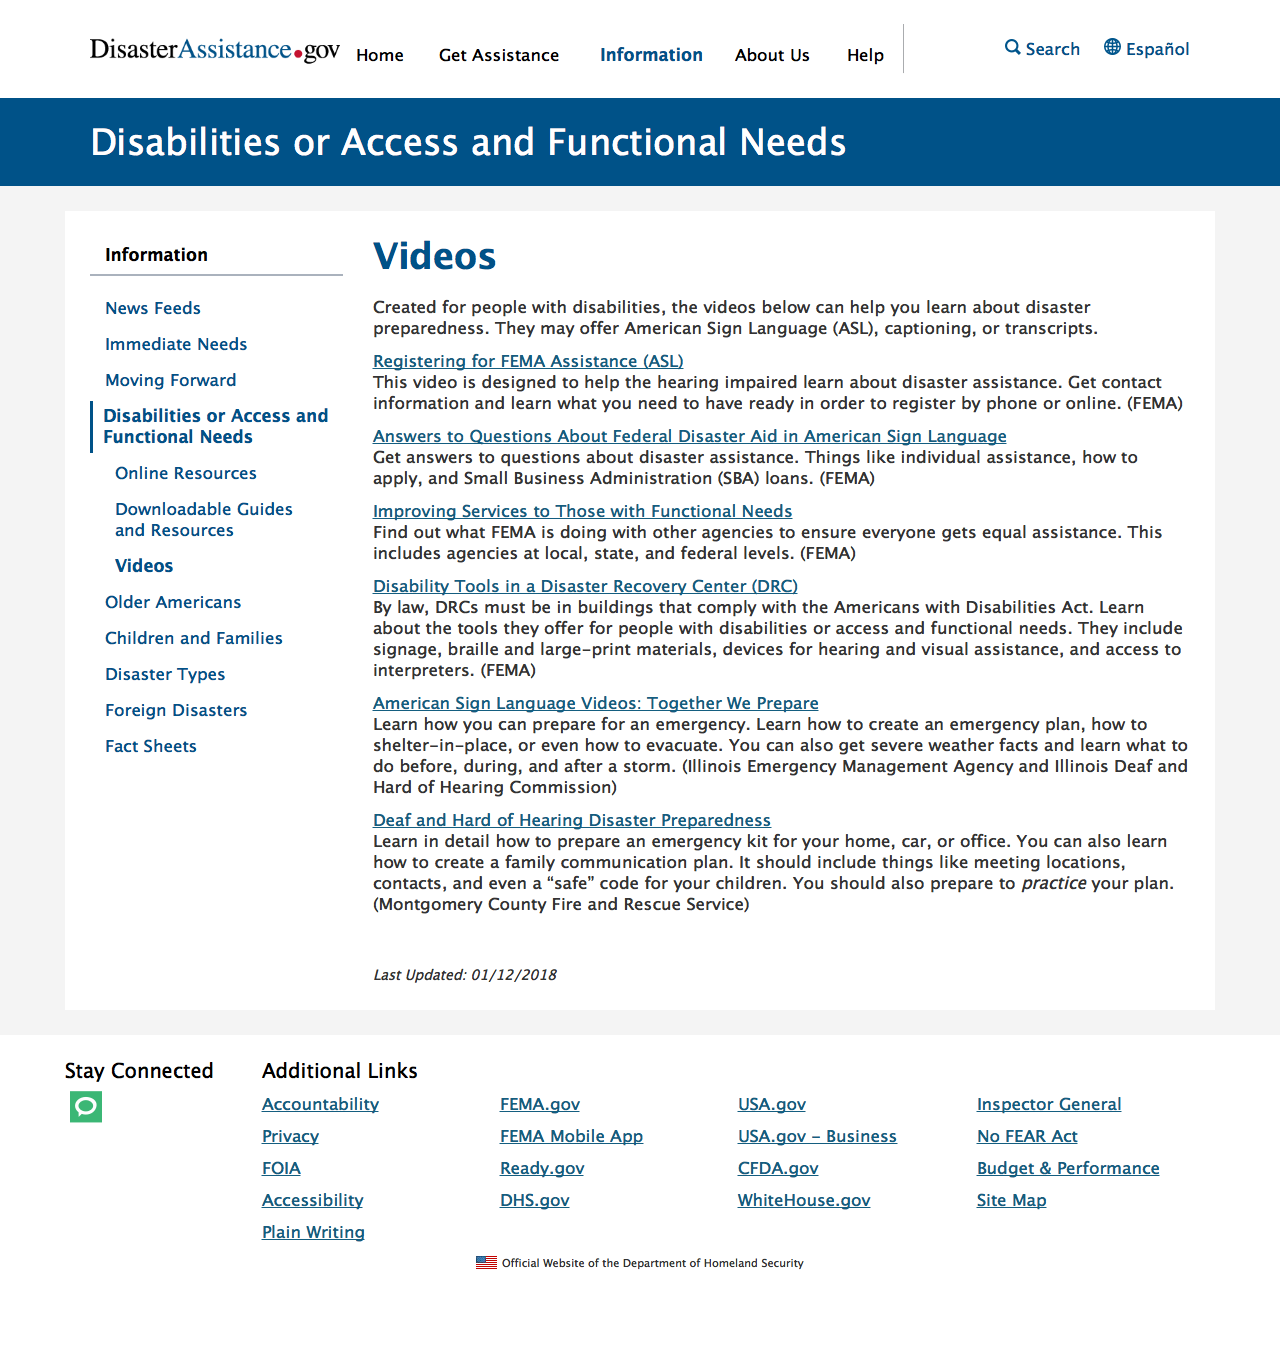 DisasterAssistance.gov Home Get Assistance Information About Us Help Search Español
Disabilities or Access and Functional Needs
Information
News Feeds
Immediate Needs
Moving Forward
Disabilities or Access and
Functional Needs
Online Resources
Downloadable Guides
and Resources
Videos
Older Americans
Children and Families
Disaster Types
Foreign Disasters
Fact Sheets
Videos
Created for people with disabilities, the videos below can help you learn about disaster
preparedness. They may offer American Sign Language (ASL), captioning, or transcripts.
Registering for FEMA Assistance (ASL)
This video is designed to help the hearing impaired learn about disaster assistance. Get contact
information and learn what you need to have ready in order to register by phone or online. (FEMA)
Answers to Questions About Federal Disaster Aid in American Sign Language
Get answers to questions about disaster assistance. Things like individual assistance, how to
apply, and Small Business Administration (SBA) loans. (FEMA)
Improving Services to Those with Functional Needs
Find out what FEMA is doing with other agencies to ensure everyone gets equal assistance. This
includes agencies at local, state, and federal levels. (FEMA)
Disability Tools in a Disaster Recovery Center (DRC)
By law, DRCs must be in buildings that comply with the Americans with Disabilities Act. Learn
about the tools they offer for people with disabilities or access and functional needs. They include
signage, braille and large-print materials, devices for hearing and visual assistance, and access to
interpreters. (FEMA)
American Sign Language Videos: Together We Prepare
Learn how you can prepare for an emergency. Learn how to create an emergency plan, how to
shelter-in-place, or even how to evacuate. You can also get severe weather facts and learn what to
do before, during, and after a storm. (Illinois Emergency Management Agency and Illinois Deaf and
Hard of Hearing Commission)
Deaf and Hard of Hearing Disaster Preparedness
Learn in detail how to prepare an emergency kit for your home, car, or office. You can also learn
how to create a family communication plan. It should include things like meeting locations,
contacts, and even a “safe” code for your children. You should also prepare to practice your plan.
(Montgomery County Fire and Rescue Service)
Last Updated: 01/12/2018
Stay Connected
Additional Links
Accountability
Privacy
FOIA
Accessibility
Plain Writing
FEMA.gov
FEMA Mobile App
Ready.gov
DHS.gov
USA.gov
USA.gov - Business
CFDA.gov
WhiteHouse.gov
Inspector General
No FEAR Act
Budget & Performance
Site Map
Official Website of the Department of Homeland Security